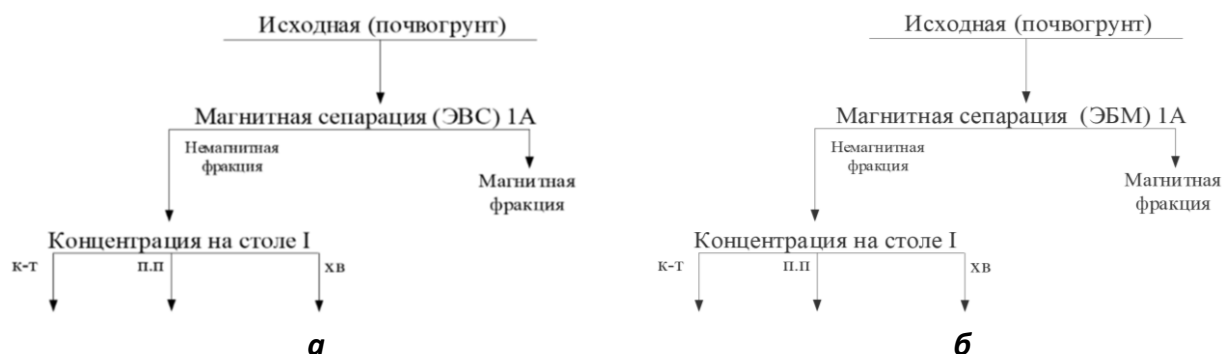 Исходная (почвогрунт)
Магнитная сепарация (ЭВС) 1А
Немагнитная
фракция
Магнитная
фракция
Концентрация на столе I
к-т
п.п
хв
а
Исходная (почвогрунт)
Магнитная сепарация (ЭБМ) 1А
Немагнитная
фракция
Магнитная
фракция
Концентрация на столе I
к-т
п.п
хв
б